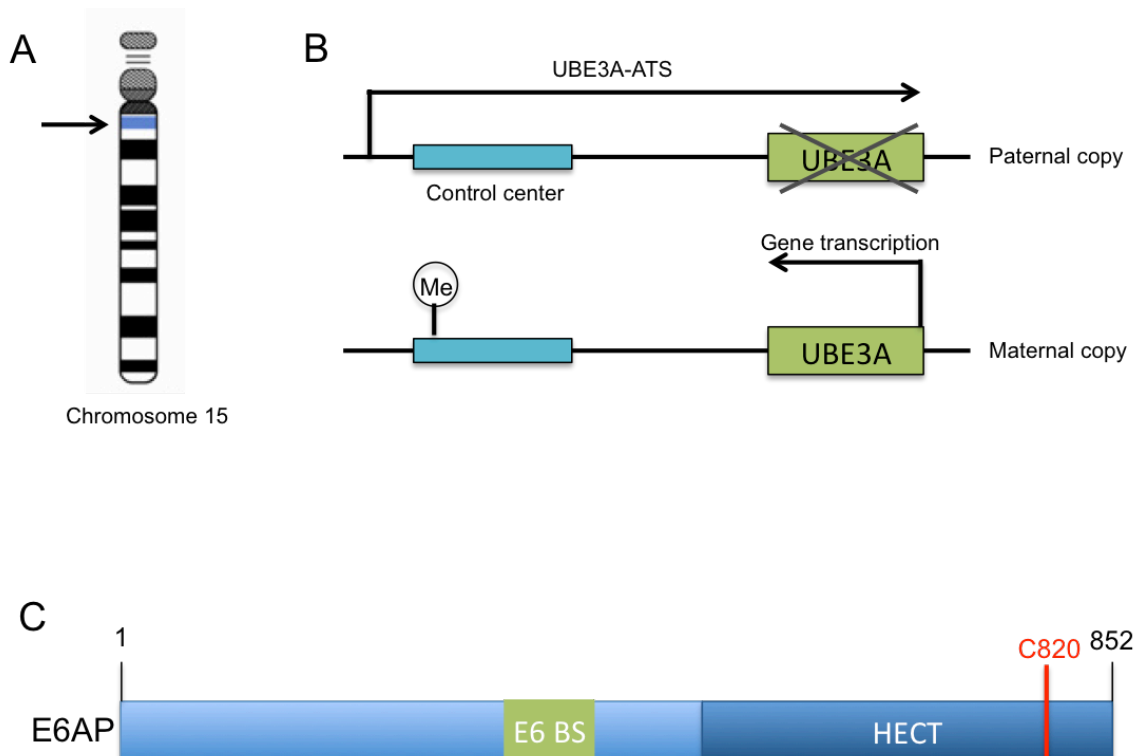 A
Chromosome 15
B
UBE3A-ATS
UBE3A
Paternal copy
Control center
Gene transcription
Me
UBE3A
Maternal copy
C
1
C820
852
E6AP
E6 BS
HECT